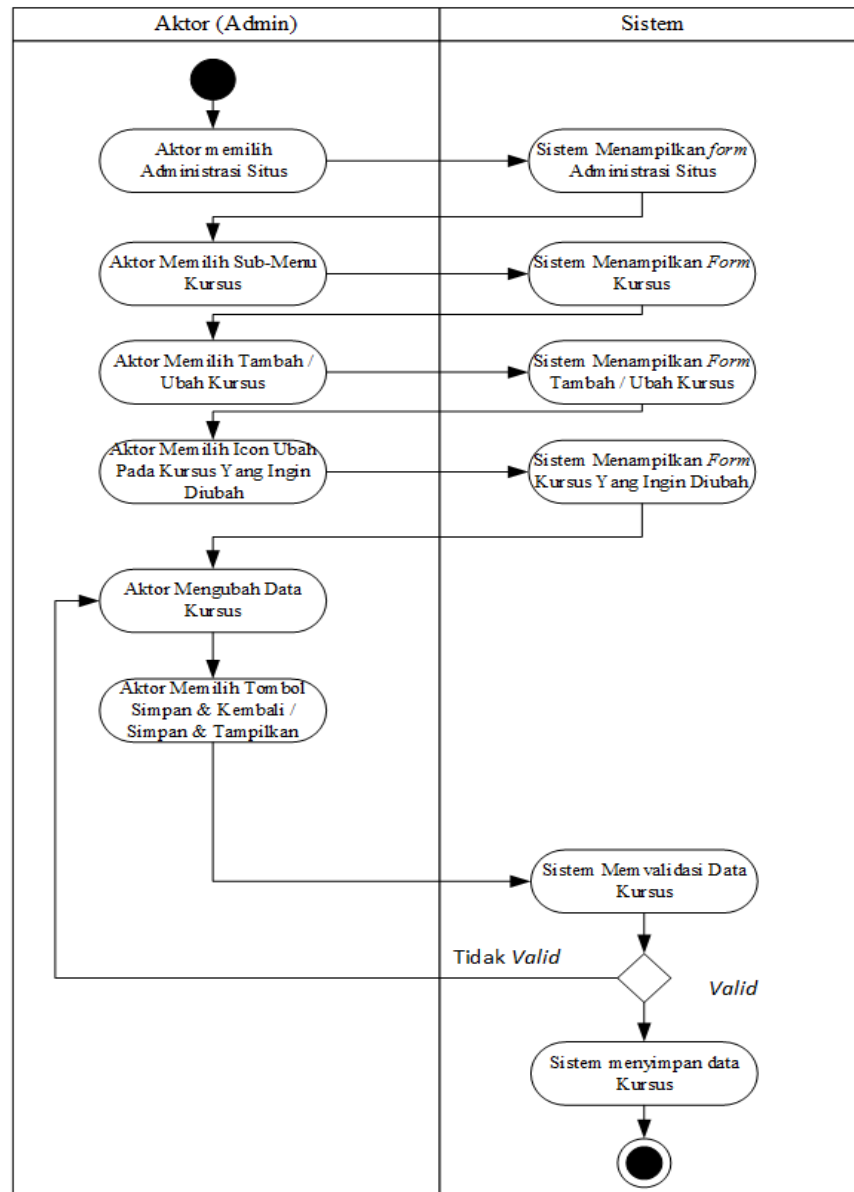 Aktor (Admin)
Sistem
Aktor memilih
Administrasi Situs
Sistem Menampilkan form
Administrasi Situs
Aktor Memilih Sub-Menu
Kursus
Sistem Menampilkan Form
Kursus
Aktor Memilih Tambah /
Ubah Kursus
Sistem Menampilkan Form
Tambah / Ubah Kursus
Aktor Memilih Icon Ubah
Pada Kursus Yang Ingin
Diubah
Sistem Menampilkan Form
Kursus Yang Ingin Diubah
Aktor Mengubah Data
Kursus
Aktor Memilih Tombol
Simpan & Kembali /
Simpan & Tampilkan
Sistem Memvalidasi Data
Kursus
Tidak Valid
Valid
Sistem menyimpan data
Kursus